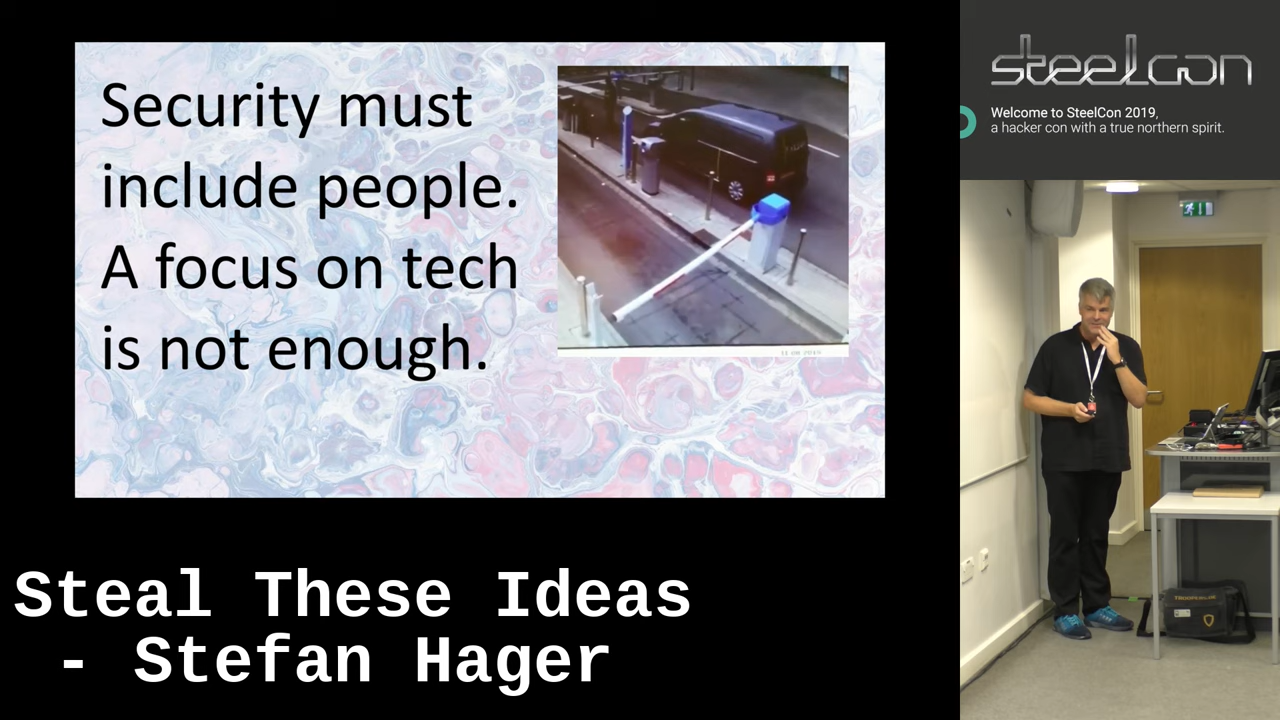 Security must
include people.
A focus on tech
is not enough.
steelcon
Welcome to SteelCon 2019,
a hacker con with a true northern spirit.
Steal These Ideas
- Stefan Hager